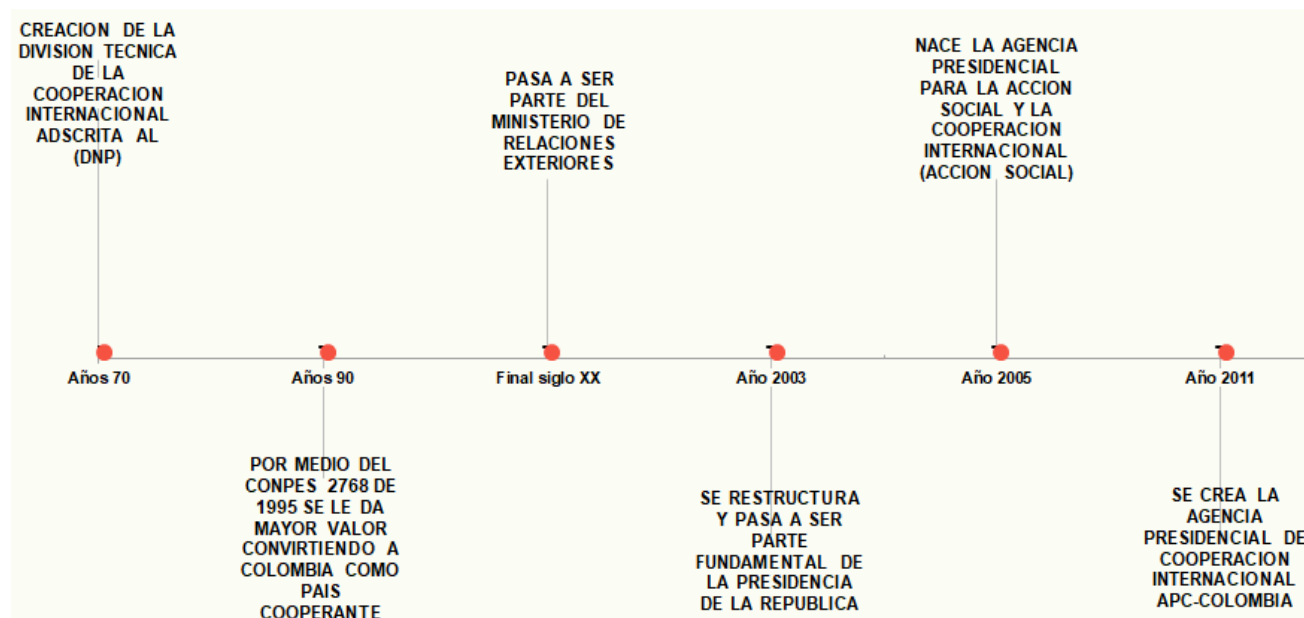 CREACION DE LA
DIVISION TECNICA
DE LA
COOPERACION
INTERNACIONAL
ADSCRITA AL
(DNP)
PASA A SER
PARTE DEL
MINISTERIO DE
RELACIONES
EXTERIORES
NACE LA AGENCIA
PRESIDENCIAL
PARA LA ACCION
SOCIAL Y LA
COOPERACION
INTERNACIONAL
(ACCION SOCIAL)
Años 70
Años 90
Final siglo XX
Año 2003
Año 2005
Año 2011
POR MEDIO DEL
CONPES 2768 DE
1995 SE LE DA
MAYOR VALOR
CONVIRTIENDO A
COLOMBIA COMO
PAIS
COOPERANTE
SE RESTRUCTURA
Y PASA A SER
PARTE
FUNDAMENTAL DE
LA PRESIDENCIA
DE LA REPUBLICA
SE CREA LA
AGENCIA
PRESIDENCIAL DE
COOPERACION
INTERNACIONAL
APC-COLOMBIA